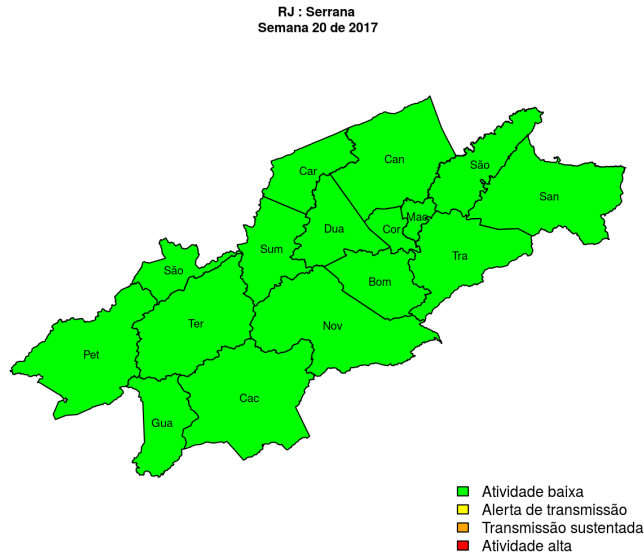 RJ : Serrana
Semana 20 de 2017
Can
São
Car
San
Mac
Dua
Cor
Sum
Tra
São
Bom
Ter
Nov
Pet
Cac
Gua
Atividade baixa
Alerta de transmissão
Transmissão sustentada
Atividade alta